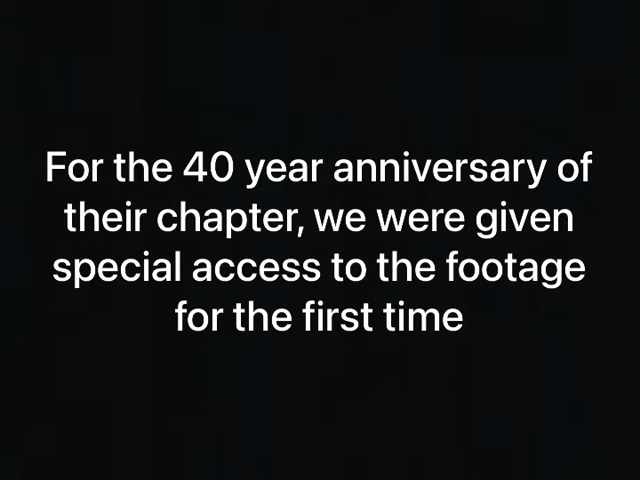 For the 40 year anniversary of
their chapter, we were given
special access to the footage
for the first time